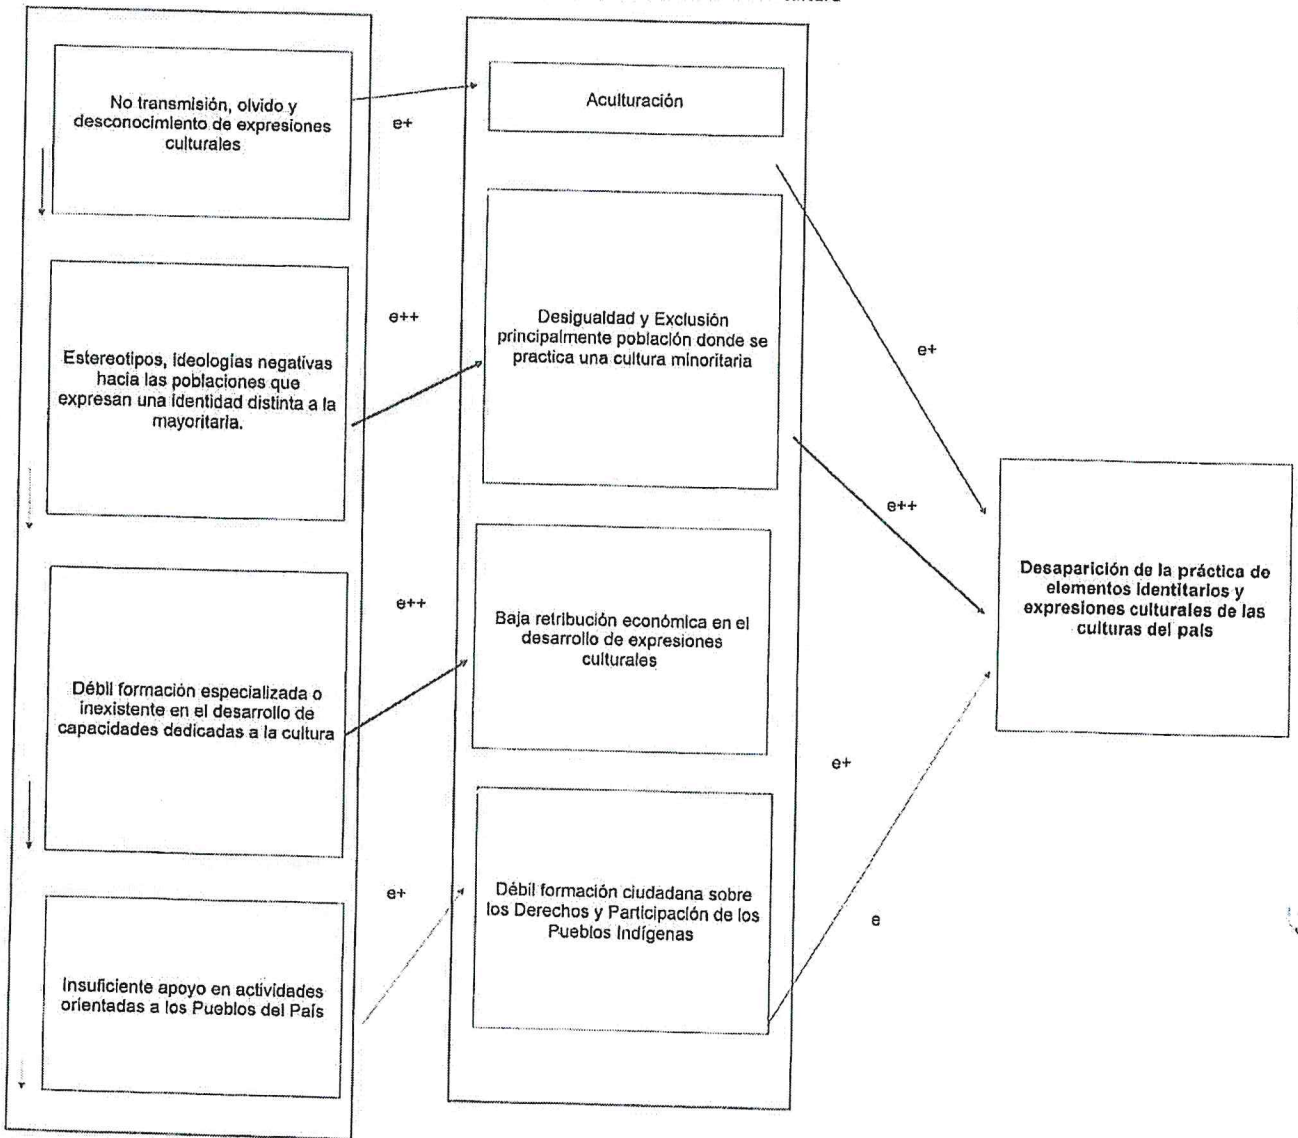 No transmisión, olvido y
desconocimiento de expresiones
culturales
e+
Aculturación
Estereotipos, ideologías negativas
hacia las poblaciones que
expresan una identidad distinta a la
mayoritaria.
e++
Desigualdad y Exclusión
principalmente población donde se
practica una cultura minoritaria
e+
e++
Débil formación especializada o
inexistente en el desarrollo de
capacidades dedicadas a la cultura
e++
Baja retribución económica en el
desarrollo de expresiones
culturales
e+
Desaparición de la práctica de
elementos identitarios y
expresiones culturales de las
culturas del país
Insuficiente apoyo en actividades
orientadas a los Pueblos del País
e+
Débil formación ciudadana sobre
los Derechos y Participación de los
Pueblos Indígenas
e